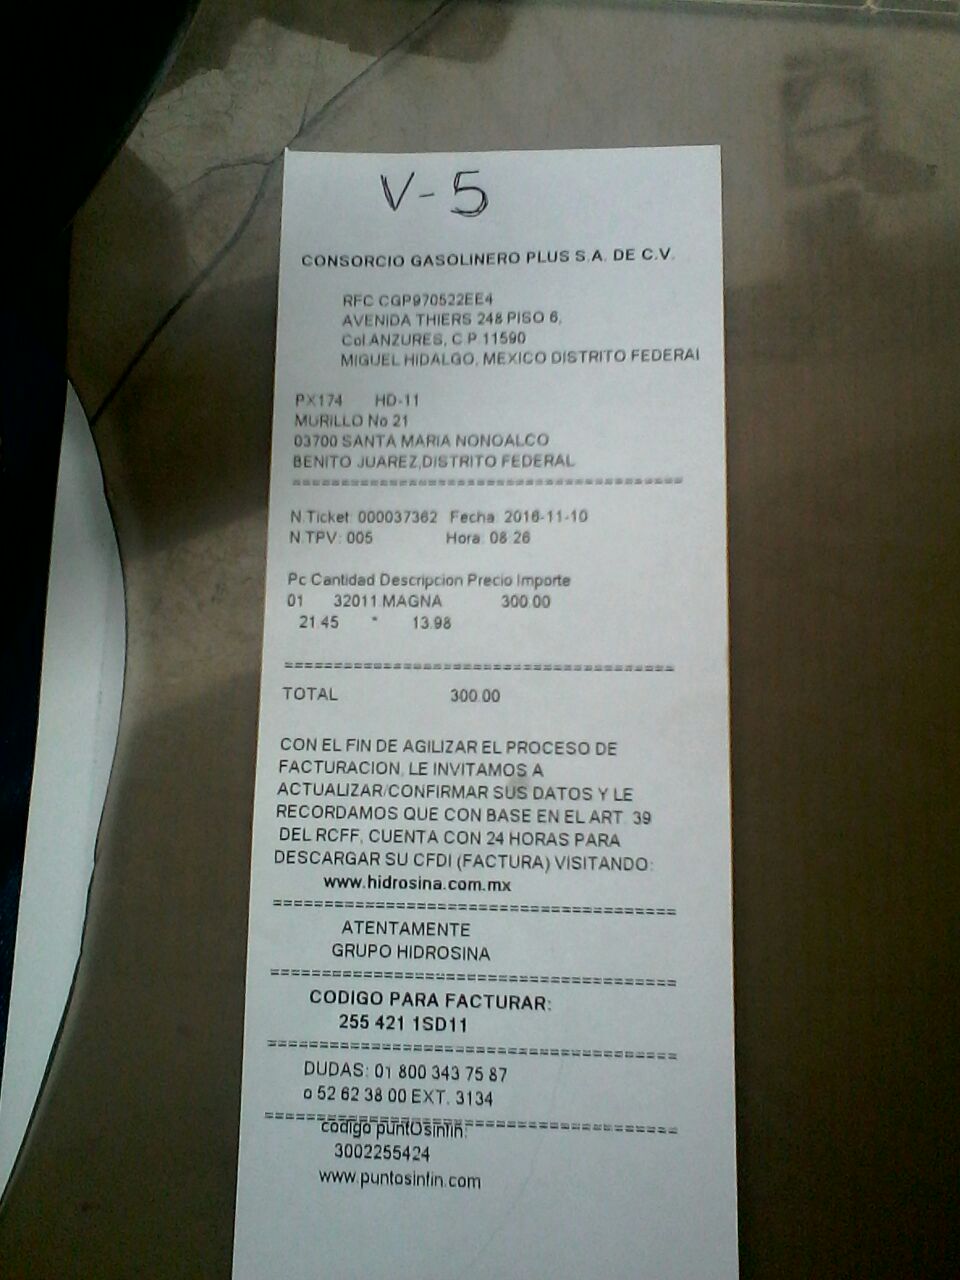 V-5
CONSORCIO GASOLINERO PLUS S.A. DE C.V.
RFC CGP970522EE4
AVENIDA THIERS 248 PISO 6,
Col.ANZURES, C.P.11590
MIGUEL HIDALGO, MEXICO DISTRITO FEDERAl
PX174 HD-11
MURILLO No 21
03700 SANTA MARIA NONOALCO
BENITO JUAREZ,DISTRITO FEDERAL
======================================
N.Ticket: 000037362 Fecha: 2016-11-10
N.TPV: 005 Hora: 08:26
Pc Cantidad Descripcion Precio Importe
01 32011 MAGNA 300.00
21.45 * 13.98
======================================
TOTAL 300.00
CON EL FIN DE AGILIZAR EL PROCESO DE
FACTURACION, LE INVITAMOS A
ACTUALIZAR/CONFIRMAR SUS DATOS Y LE
RECORDAMOS QUE CON BASE EN EL ART. 39
DEL RCFF, CUENTA CON 24 HORAS PARA
DESCARGAR SU CFDI (FACTURA) VISITANDO:
www.hidrosina.com.mx
======================================
ATENTAMENTE
GRUPO HIDROSINA
======================================
CODIGO PARA FACTURAR:
255 421 1SD11
======================================
DUDAS: 01 800 343 75 87
o 52 62 38 00 EXT. 3134
======================================
codigo puntOsinfin:
3002255424
www.puntosinfin.com